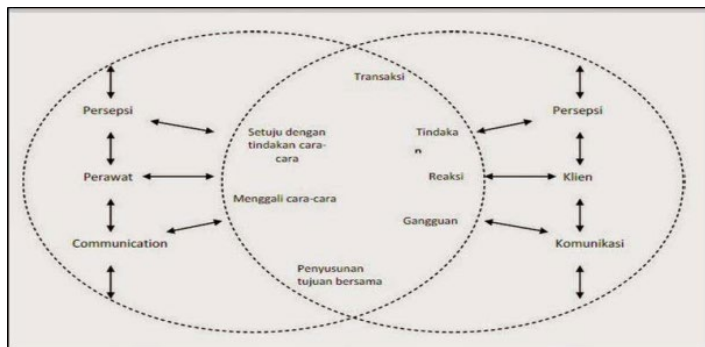 Transaksi
Persepsi
Persepsi
Setuju dengan
tindakan cara-
cara
Tindaka
n
Perawat
Reaksi
Klien
Menggali cara-cara
Gangguan
Communication
Komunikasi
Penyusunan
tujuan bersama